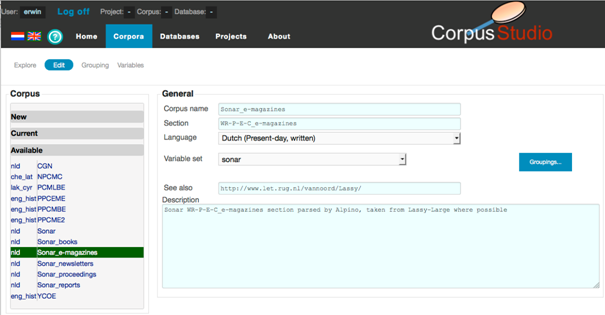 User: erwin Log off Project: - Corpus: - Database: -
Home Corpora Databases Projects About
CorpusStudio
Explore Edit Grouping Variables
Corpus
New
Current
Available
nld CGN
che_lat NPCMC
lak_cyr PCMLBE
eng_hist PPCEME
eng_hist PPCMBE
eng_hist PPCME2
nld Sonar
nld Sonar_books
nld Sonar_e-magazines
nld Sonar_newsletters
nld Sonar_proceedings
nld Sonar_reports
eng_hist YCOE
General
Corpus name Sonar_e-magazines
Section WR-P-E-C_e-magazines
Language Dutch (Present-day, written)
Variable set sonar Groupings...
See also http://www.let.rug.nl/vannoord/Lassy/
Description
Sonar WR-P-E-C_e-magazines section parsed by Alpino, taken from Lassy-Large where possible